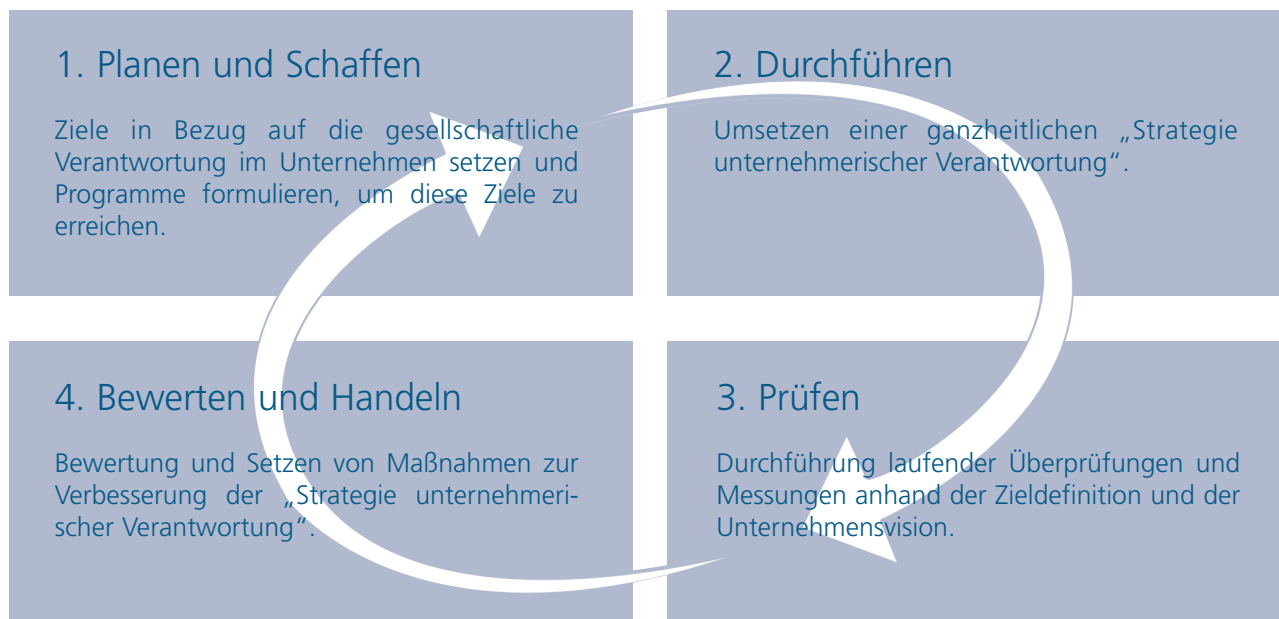 1. Planen und Schaffen
Ziele in Bezug auf die gesellschaftliche
Verantwortung im Unternehmen setzen und
Programme formulieren, um diese Ziele zu
erreichen.
2. Durchführen
Umsetzen einer ganzheitlichen „Strategie
unternehmerischer Verantwortung“.
3. Prüfen
Durchführung laufender Überprüfungen und
Messungen anhand der Zieldefinition und der
Unternehmensvision.
4. Bewerten und Handeln
Bewertung und Setzen von Maßnahmen zur
Verbesserung der „Strategie unternehmeri-
scher Verantwortung“.